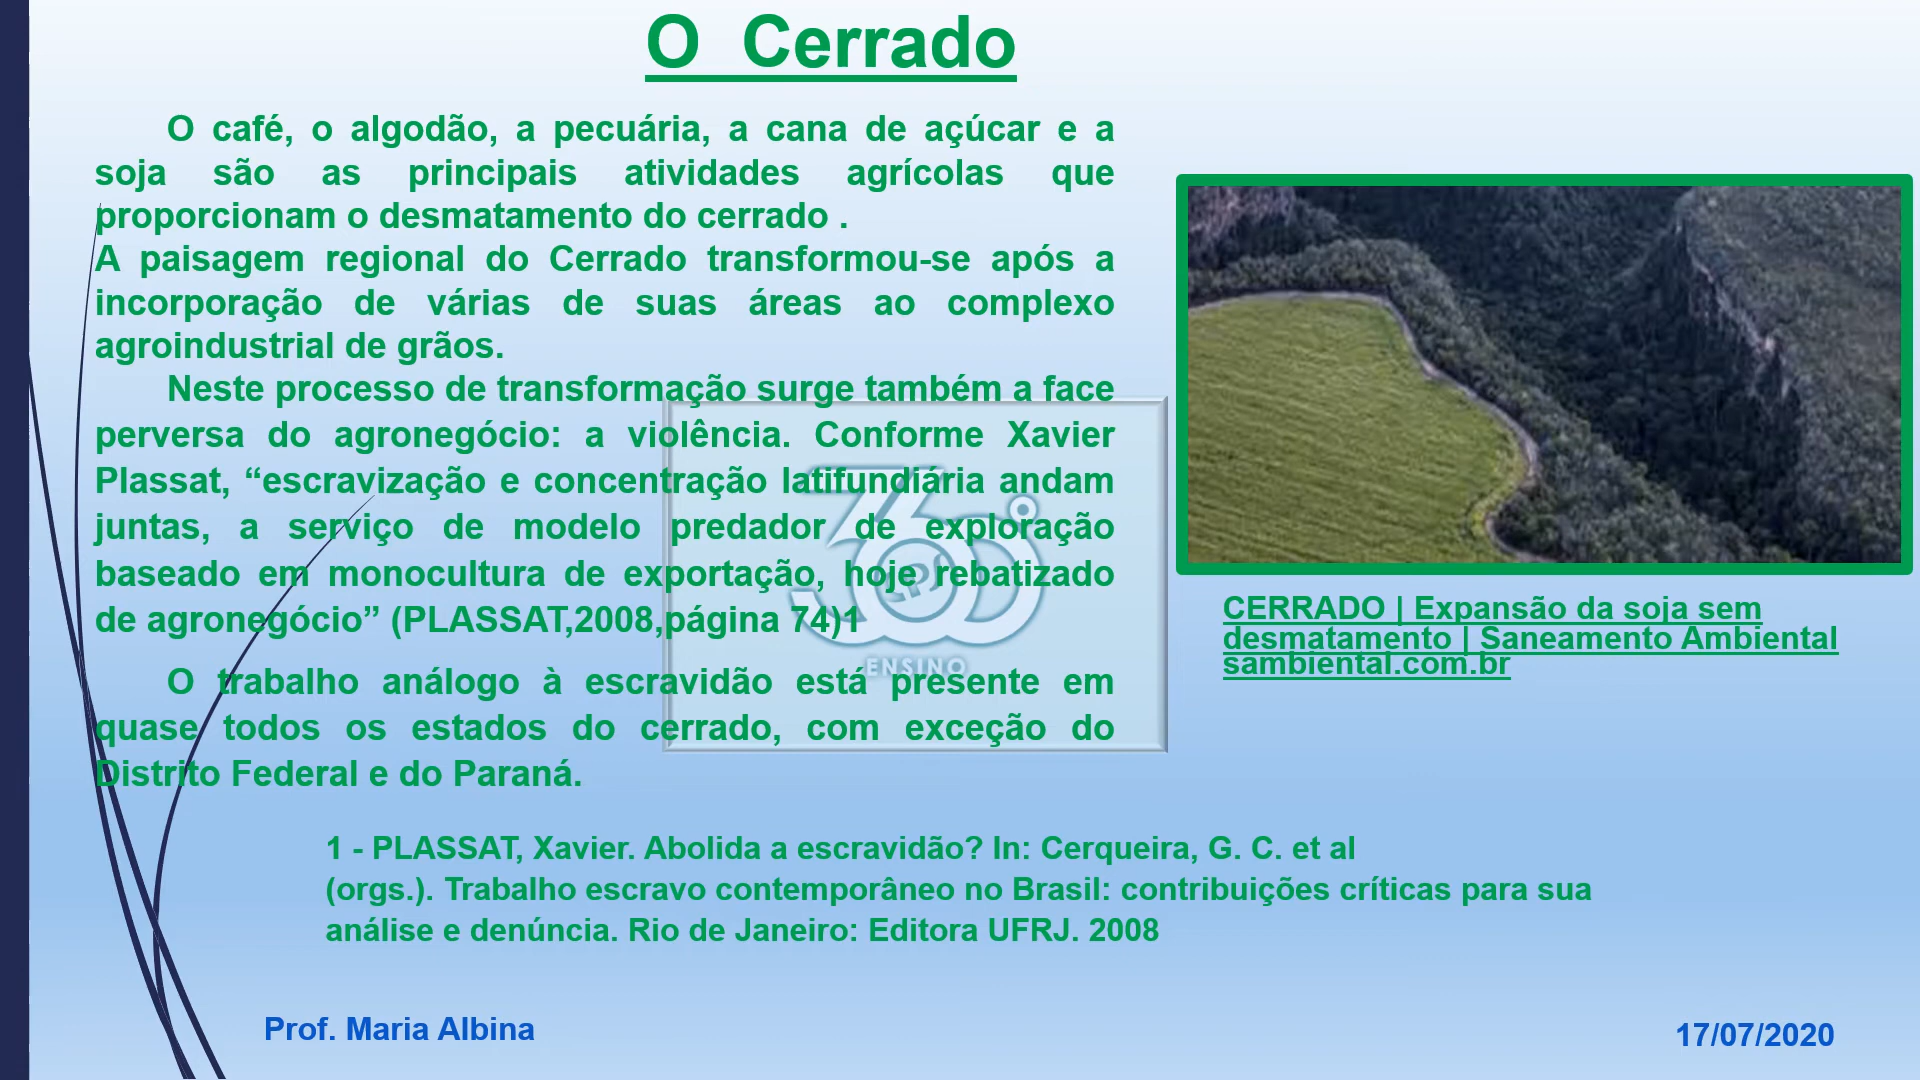 O Cerrado
O café, o algodão, a pecuária, a cana de açúcar e a
soja são as principais atividades agrícolas que
proporcionam o desmatamento do cerrado .
A paisagem regional do Cerrado transformou-se após a
incorporação de várias de suas áreas ao complexo
agroindustrial de grãos.
Neste processo de transformação surge também a face
perversa do agronegócio: a violência. Conforme Xavier
Plassat, “escravização e concentração latifundiária andam
juntas, a serviço de modelo predador de exploração
baseado em monocultura de exportação, hoje rebatizado
de agronegócio” (PLASSAT,2008,página 74)1
O trabalho análogo à escravidão está presente em
quase todos os estados do cerrado, com exceção do
Distrito Federal e do Paraná.
360°
ENSINO
CERRADO | Expansão da soja sem
desmatamento | Saneamento Ambiental
sambiental.com.br
1 - PLASSAT, Xavier. Abolida a escravidão? In: Cerqueira, G. C. et al
(orgs.). Trabalho escravo contemporâneo no Brasil: contribuições críticas para sua
análise e denúncia. Rio de Janeiro: Editora UFRJ. 2008
Prof. Maria Albina
17/07/2020